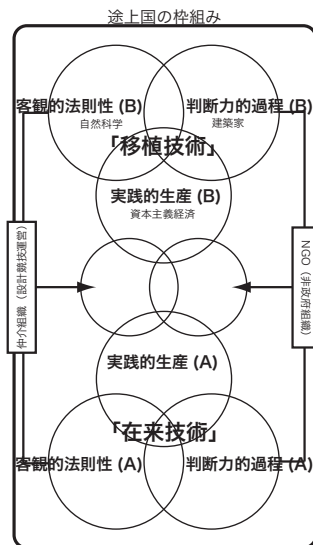 途上国の枠組み
客観的法則性 (B)
自然科学
判断力的過程 (B)
建築家
「移植技術」
実践的生産 (B)
資本主義経済
仲介組織（設計競技運営）
NGO（非政府組織）
実践的生産 (A)
「在来技術」
客観的法則性 (A)
判断力的過程 (A)